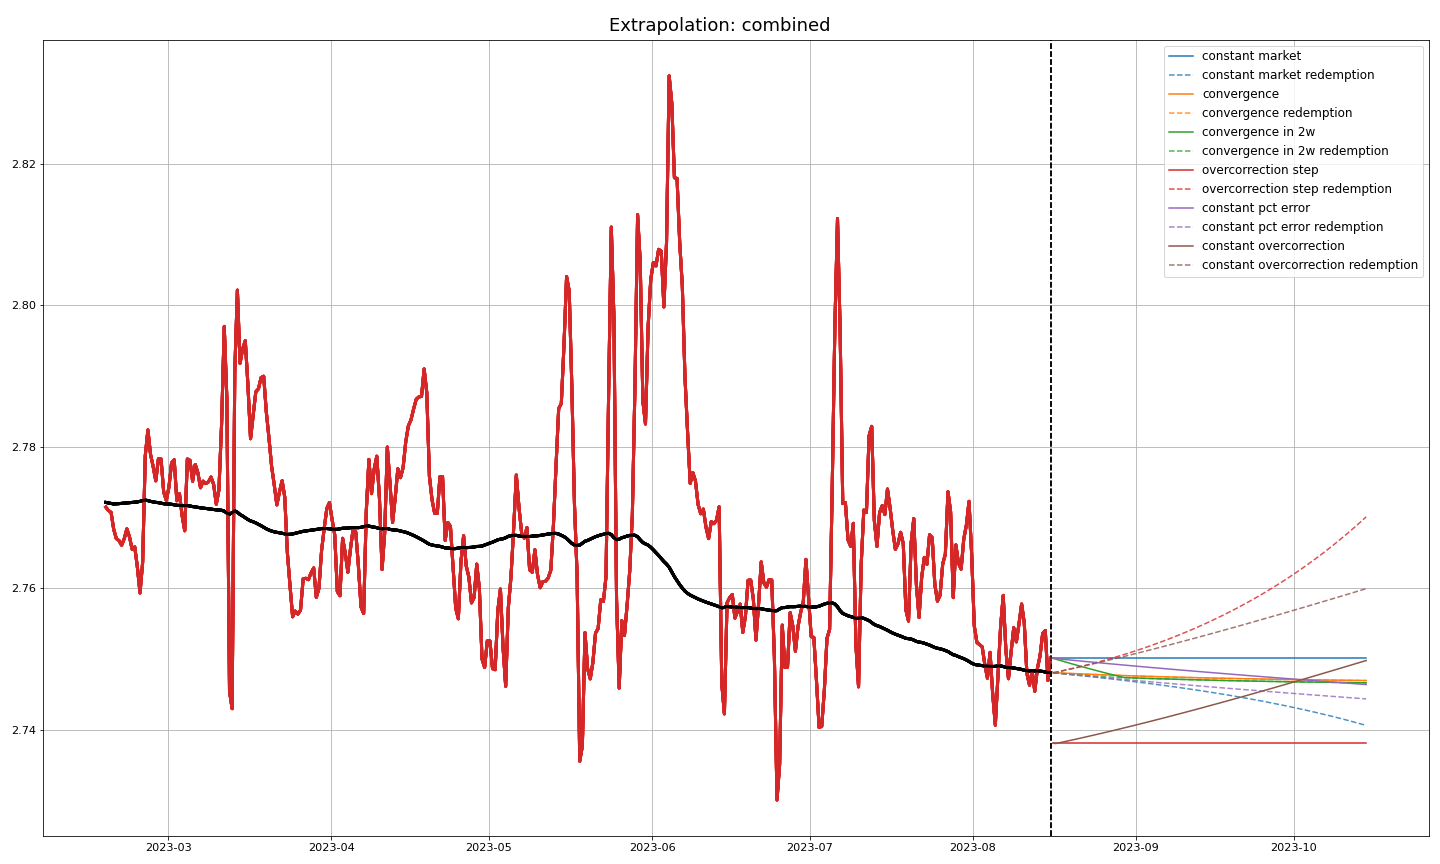 Extrapolation: combined
constant market
constant market redemption
convergence
convergence redemption
convergence in 2w
convergence in 2w redemption
overcorrection step
overcorrection step redemption
constant pct error
constant pct error redemption
constant overcorrection
constant overcorrection redemption
2.82
2.80
2.78
2.76
2.74
2023-03 2023-04 2023-05 2023-06 2023-07 2023-08 2023-09 2023-10